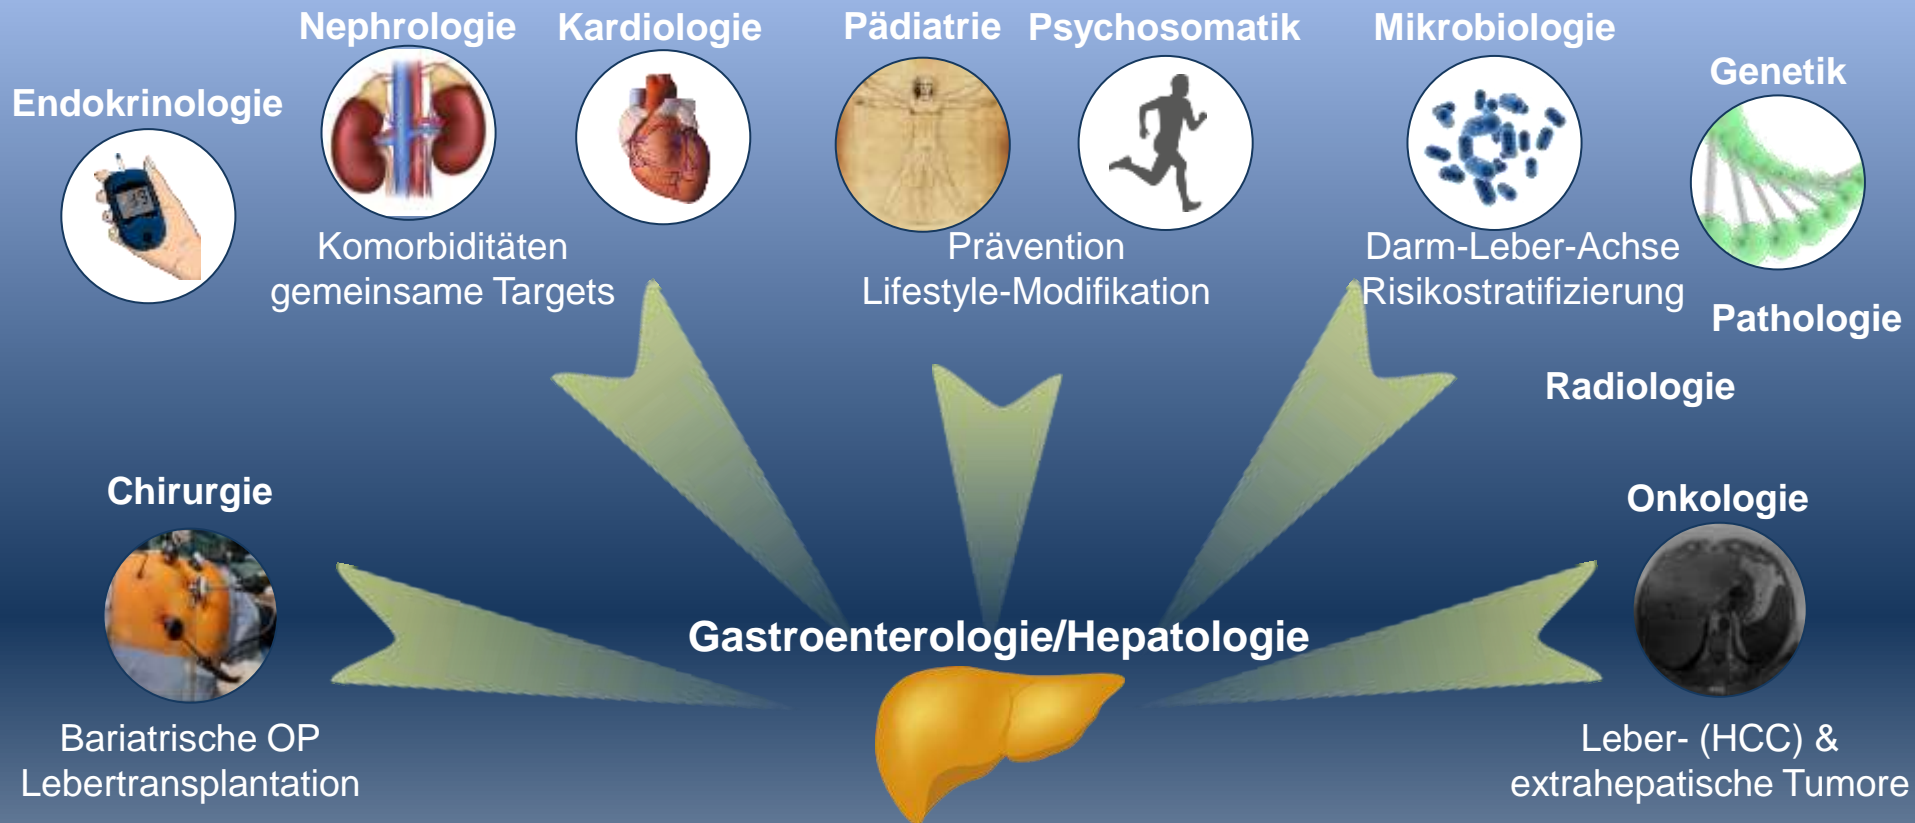 Nephrologie
Kardiologie
Pädiatrie
Psychosomatik
Mikrobiologie
Genetik
Endokrinologie
Komorbiditäten
gemeinsame Targets
Prävention
Lifestyle-Modifikation
Darm-Leber-Achse
Risikostratifizierung
Pathologie
Radiologie
Chirurgie
Onkologie
Gastroenterologie/Hepatologie
Bariatrische OP
Lebertransplantation
Leber- (HCC) &
extrahepatische Tumore